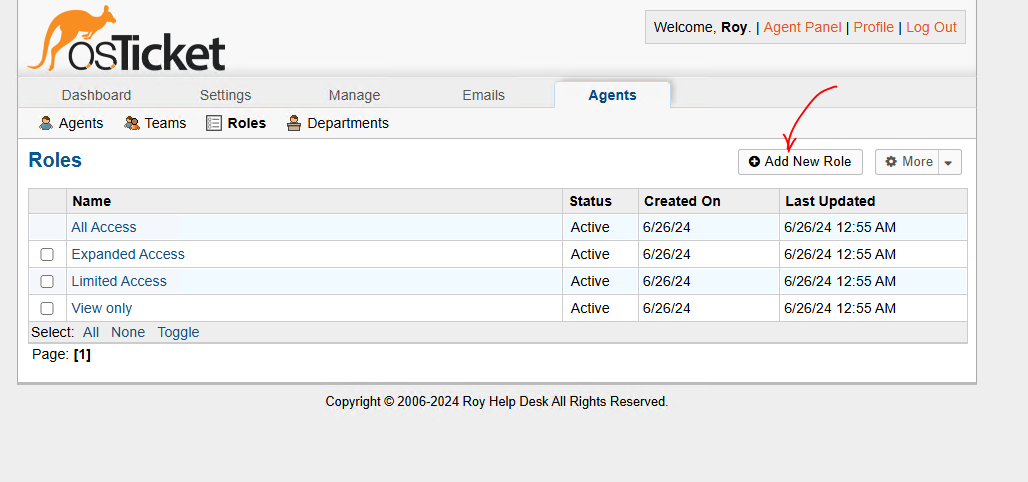 osTicket
Welcome, Roy. | Agent Panel | Profile | Log Out
Dashboard Settings Manage Emails Agents
Agents Teams Roles Departments
Roles
Add New Role More
Name Status Created On Last Updated
All Access Active 6/26/24 6/26/24 12:55 AM
Expanded Access Active 6/26/24 6/26/24 12:55 AM
Limited Access Active 6/26/24 6/26/24 12:55 AM
View only Active 6/26/24 6/26/24 12:55 AM
Select: All None Toggle
Page: [1]
Copyright © 2006-2024 Roy Help Desk All Rights Reserved.